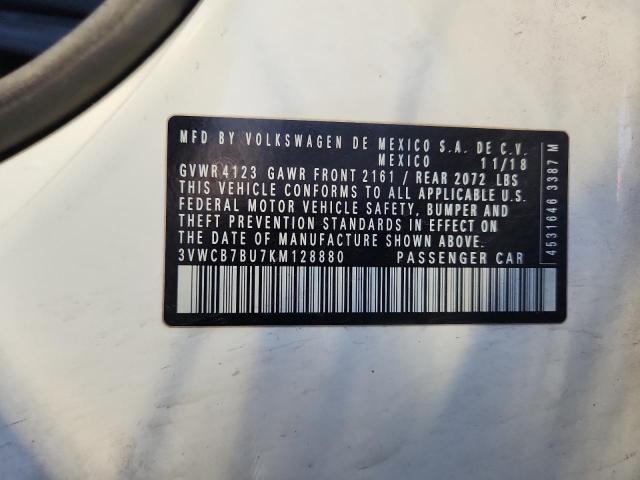 MFD BY VOLKSWAGEN DE MEXICO S.A. DE C.V.
MEXICO 11/18
GVWR 4123 GAWR FRONT 2161 / REAR 2072 LBS
THIS VEHICLE CONFORMS TO ALL APPLICABLE U.S.
FEDERAL MOTOR VEHICLE SAFETY, BUMPER AND
THEFT PREVENTION STANDARDS IN EFFECT ON
THE DATE OF MANUFACTURE SHOWN ABOVE.
3VWCB7BU7KM128880 PASSENGER CAR
4531646 3387 M